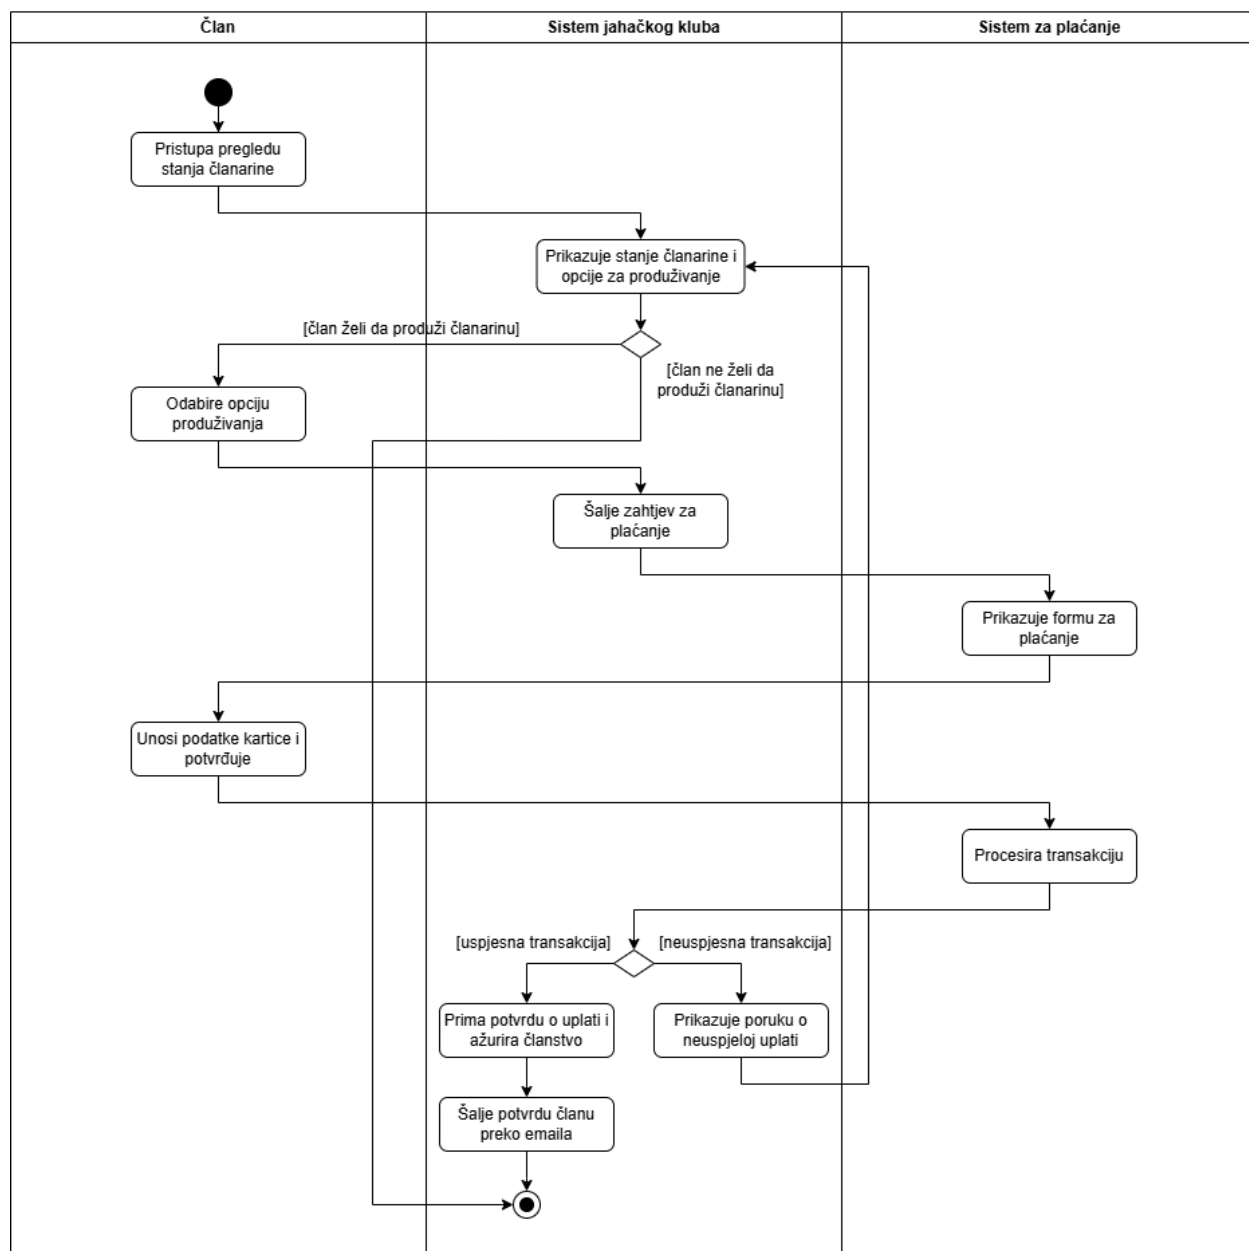 Član
Sistem jahačkog kluba
Sistem za plaćanje
Pristupa pregledu
stanja članarine
Prikazuje stanje članarine i
opcije za produživanje
[član želi da produži članarinu]
[član ne želi da
produži članarinu]
Odabire opciju
produživanja
Šalje zahtjev za
plaćanje
Prikazuje formu za
plaćanje
Unosi podatke kartice i
potvrđuje
Procesira transakciju
[uspjesna transakcija]
[neuspjesna transakcija]
Prima potvrdu o uplati i
ažurira članstvo
Prikazuje poruku o
neuspjeloj uplati
Šalje potvrdu članu
preko emaila